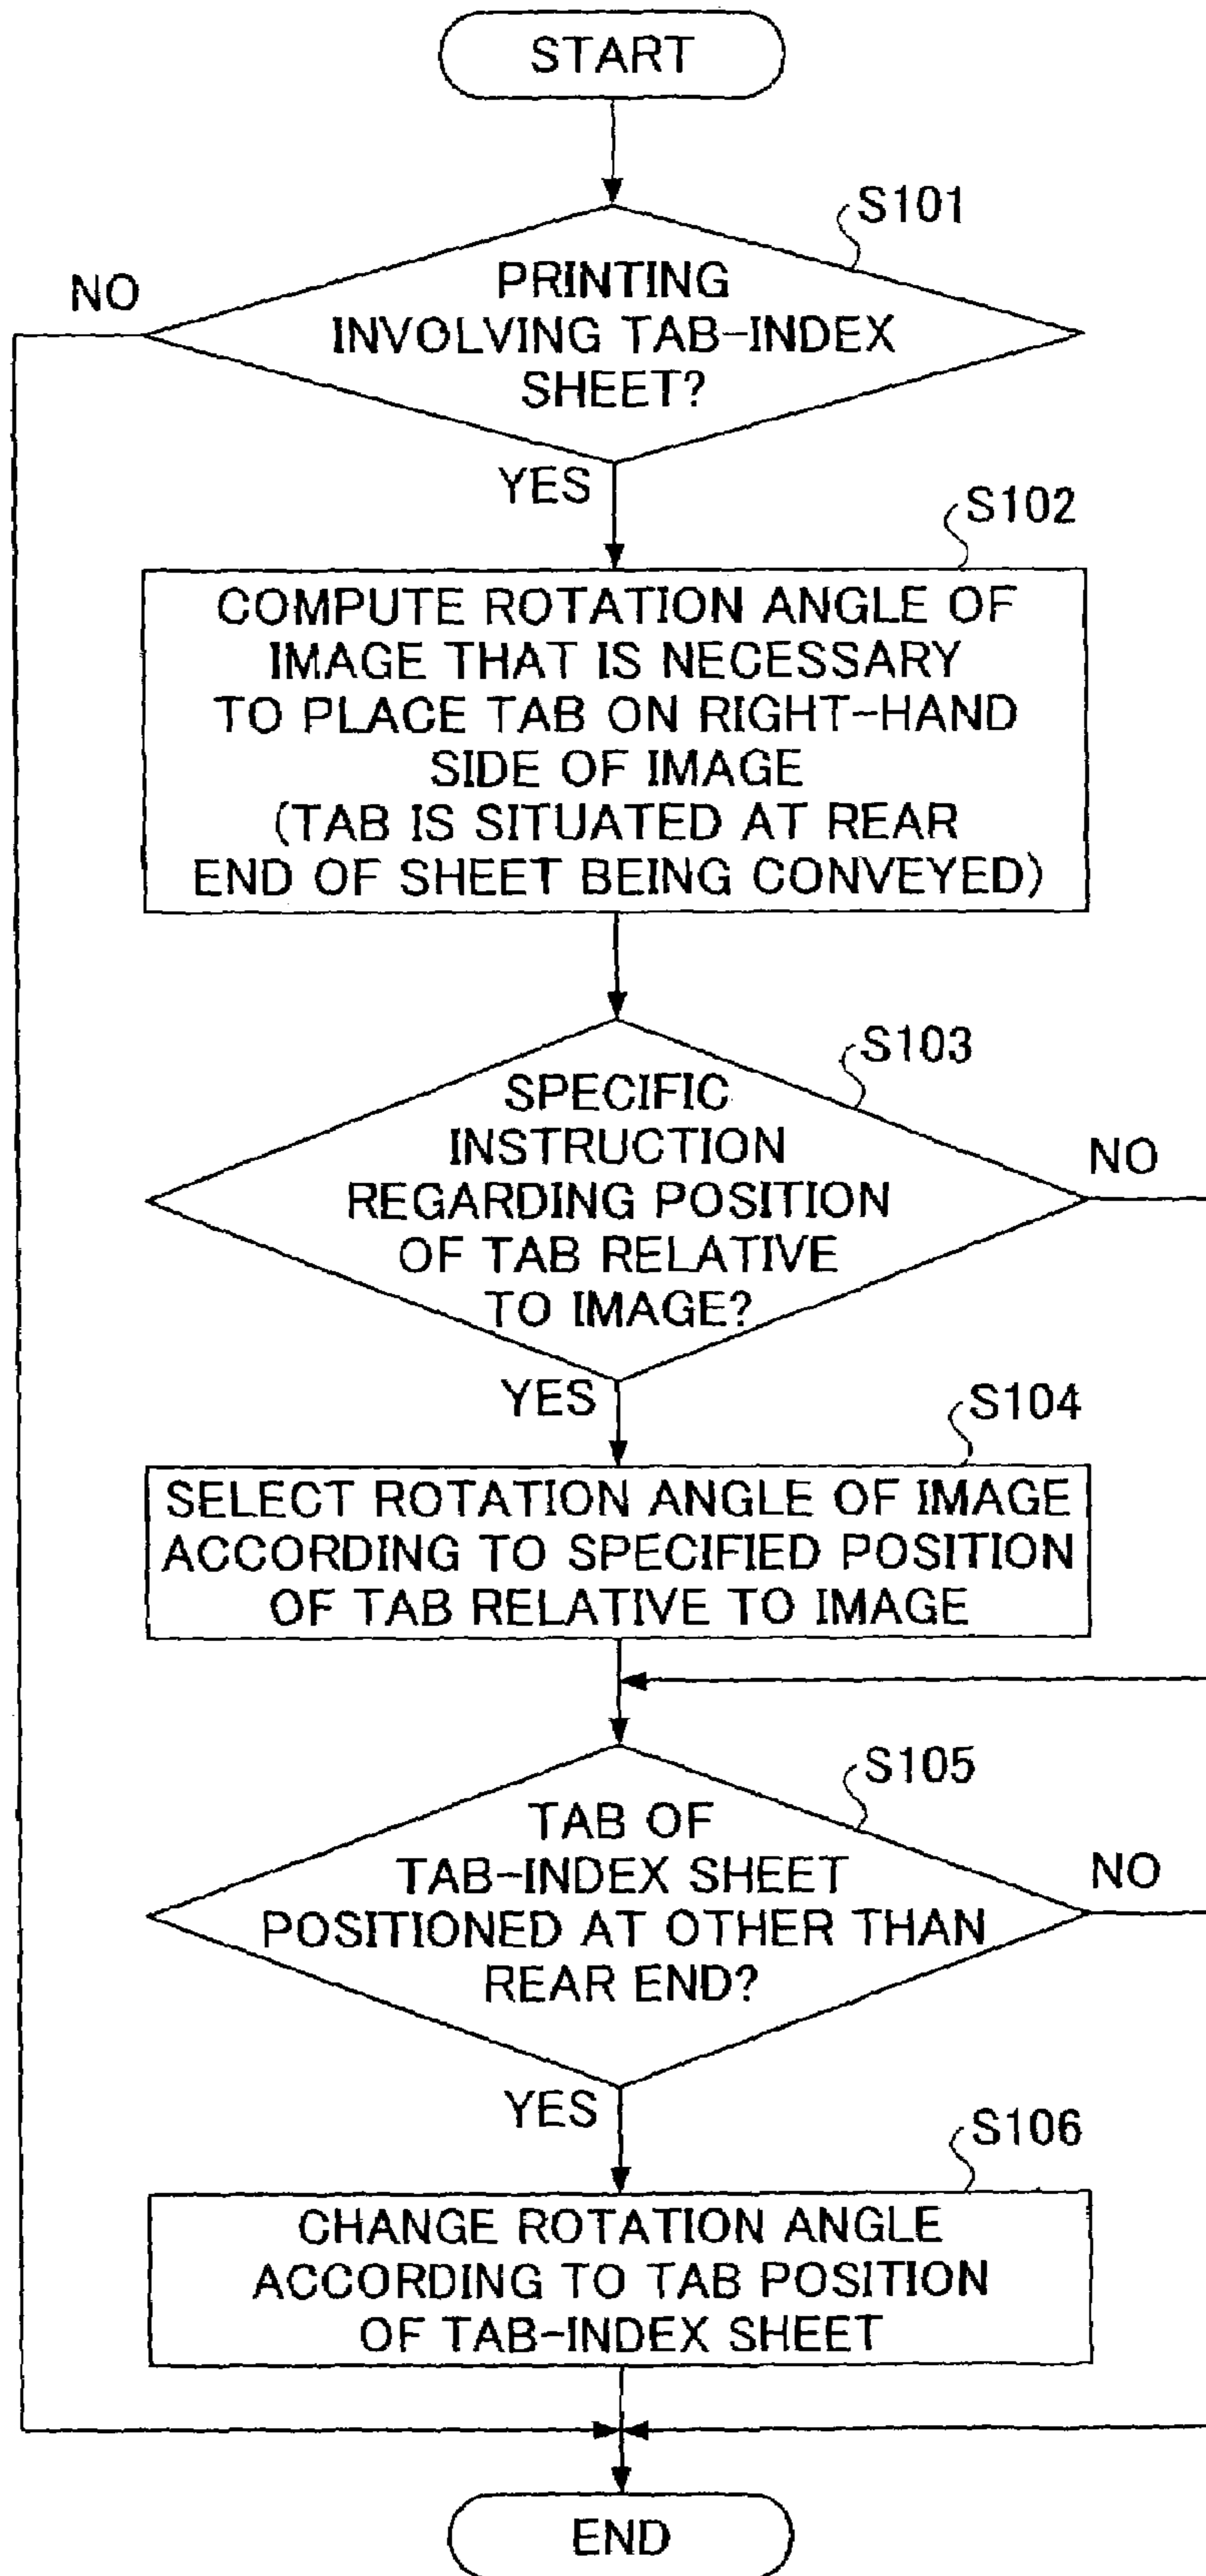 START
S101
NO
PRINTING
INVOLVING TAB-INDEX
SHEET?
YES
S102
COMPUTE ROTATION ANGLE OF
IMAGE THAT IS NECESSARY
TO PLACE TAB ON RIGHT-HAND
SIDE OF IMAGE
(TAB IS SITUATED AT REAR
END OF SHEET BEING CONVEYED)
S103
SPECIFIC
INSTRUCTION
REGARDING POSITION
OF TAB RELATIVE
TO IMAGE?
NO
YES
S104
SELECT ROTATION ANGLE OF IMAGE
ACCORDING TO SPECIFIED POSITION
OF TAB RELATIVE TO IMAGE
S105
TAB OF
TAB-INDEX SHEET
POSITIONED AT OTHER THAN
REAR END?
NO
YES
S106
CHANGE ROTATION ANGLE
ACCORDING TO TAB POSITION
OF TAB-INDEX SHEET
END